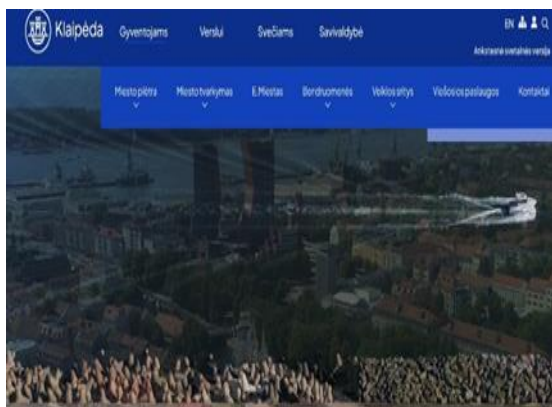 Klaipėda
Gyventojams Verslui Svečiams Savivaldybė
EN
Ankstesnė svetainės versija
Miesto plėtra Miesto tvarkymas E.Miestas Bendruomenės Veiklos sritys Viešosios paslaugos Kontaktai